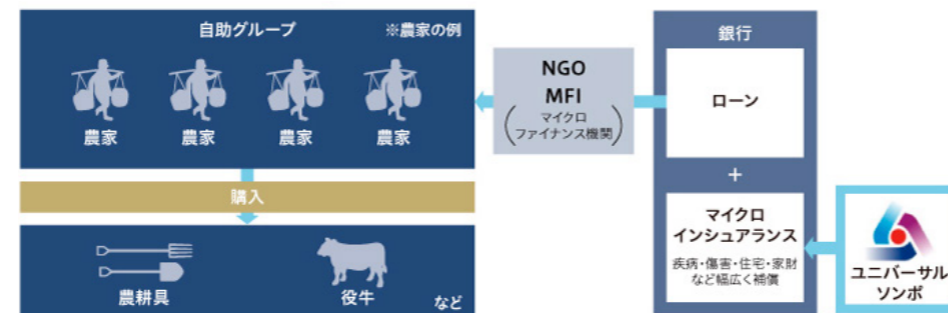 自助グループ
※農家の例
農家
農家
農家
農家
購入
農耕具
役牛
など
NGO
MFI
(マイクロ
ファイナンス機関)
銀行
ローン
+
マイクロ
インシュアランス
疾病・傷害・住宅・家財
など幅広く補償
ユニバーサル
ソンポ